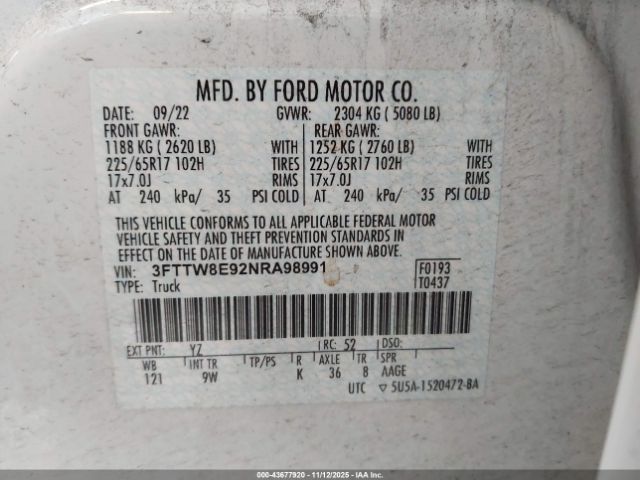 MFD. BY FORD MOTOR CO.
DATE: 09/22 GVWR: 2304 KG ( 5080 LB)
FRONT GAWR: REAR GAWR:
1188 KG ( 2620 LB) WITH 1252 KG ( 2760 LB) WITH
225/65R17 102H TIRES 225/65R17 102H TIRES
17x7.0J RIMS 17x7.0J RIMS
AT 240 kPa/ 35 PSI COLD AT 240 kPa/ 35 PSI COLD
THIS VEHICLE CONFORMS TO ALL APPLICABLE FEDERAL MOTOR
VEHICLE SAFETY AND THEFT PREVENTION STANDARDS IN
EFFECT ON THE DATE OF MANUFACTURE SHOWN ABOVE.
VIN: 3FTTW8E92NRA98991 F0193
TYPE: Truck T0437
EXT PNT: YZ RC: 52 DSO:
WB INT TR TP/PS R AXLE TR SPR
121 9W K 36 8 AAGE
UTC ▽ 5U5A-1520472-BA
000-43677920 - 11/12/2025 - IAA Inc.